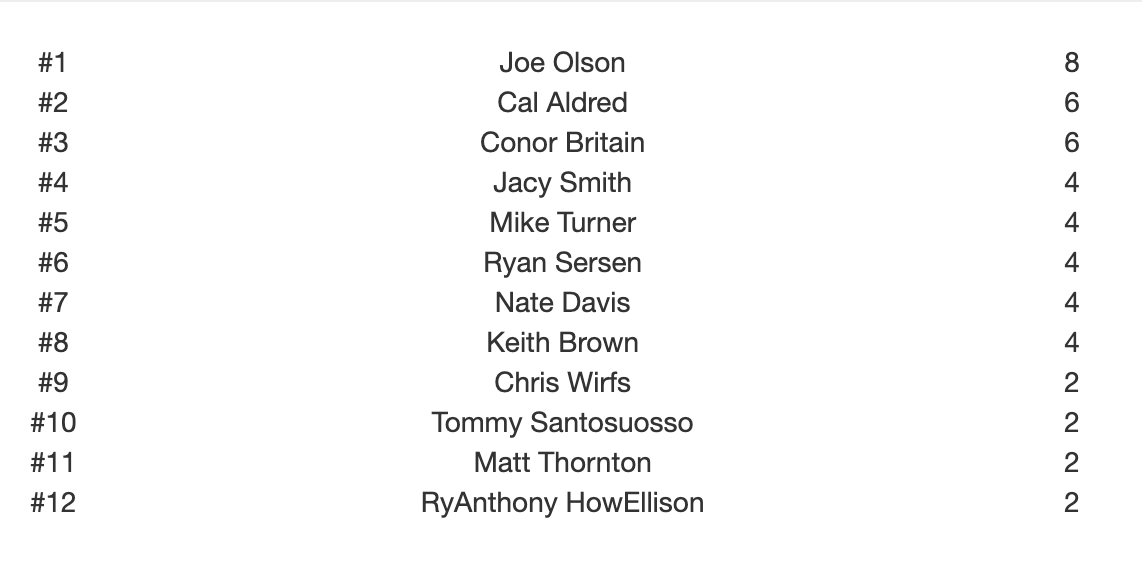 #1 Joe Olson 8
#2 Cal Aldred 6
#3 Conor Britain 6
#4 Jacy Smith 4
#5 Mike Turner 4
#6 Ryan Sersen 4
#7 Nate Davis 4
#8 Keith Brown 4
#9 Chris Wirfs 2
#10 Tommy Santosuosso 2
#11 Matt Thornton 2
#12 RyAnthony HowEllison 2